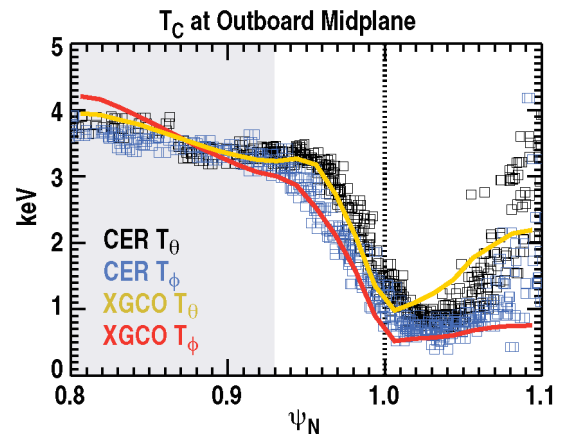 T_C at Outboard Midplane
5
4
3
2
1
0
keV
CER T_θ
CER T_ϕ
XGCO T_θ
XGCO T_ϕ
0.8 0.9 1.0 1.1
ψ_N